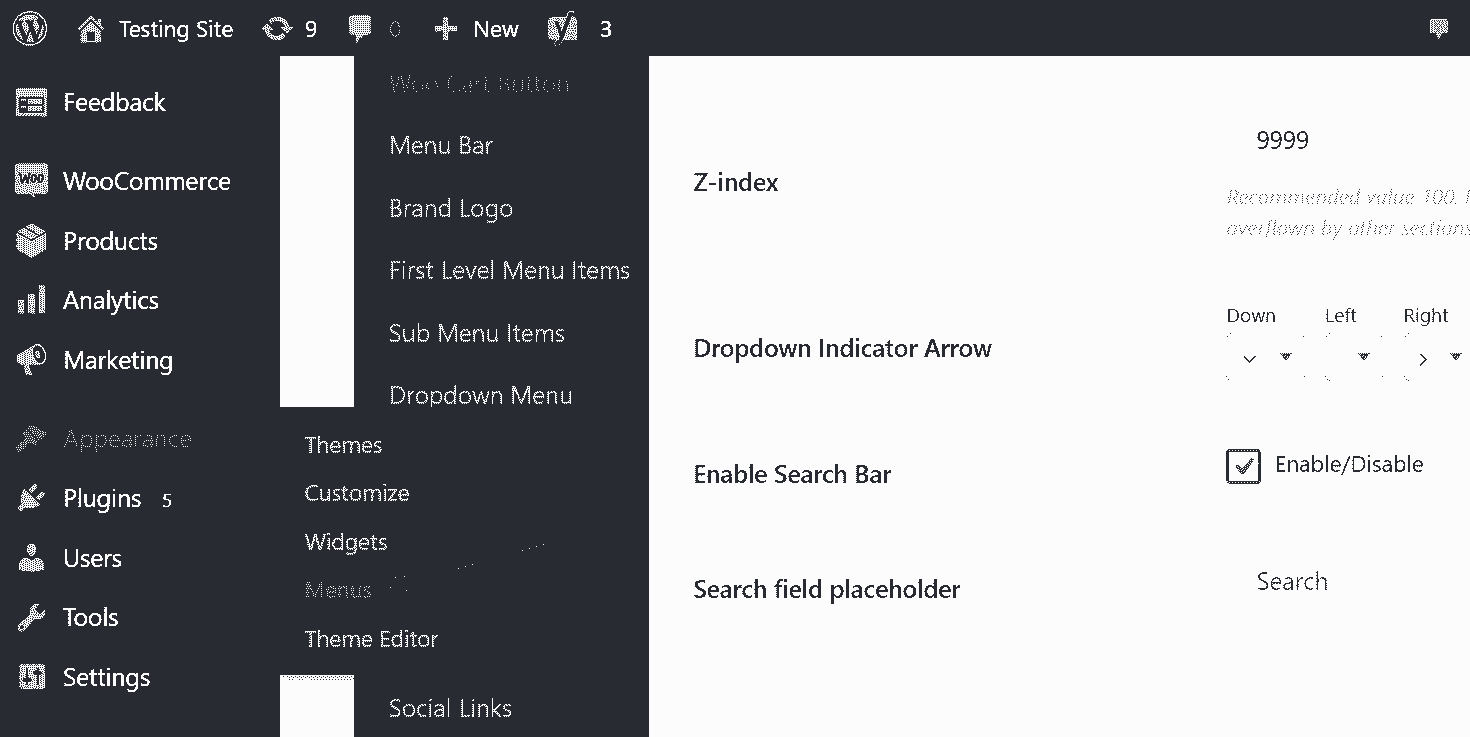 Testing Site 9 0 New 3
Feedback
WooCommerce
Products
Analytics
Marketing
Appearance
Plugins 5
Users
Tools
Settings
Woo Cart Button
Menu Bar
Brand Logo
First Level Menu Items
Sub Menu Items
Dropdown Menu
Themes
Customize
Widgets
Menus
Theme Editor
Social Links
Z-index
9999
Recommended value 100.
overflown by other sections
Dropdown Indicator Arrow
Down Left Right
Enable Search Bar
Enable/Disable
Search field placeholder
Search